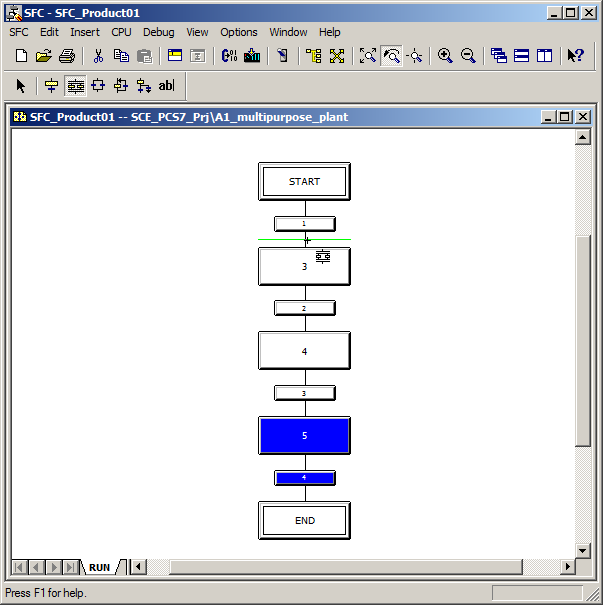 SFC - SFC_Product01
SFC Edit Insert CPU Debug View Options Window Help
abl
SFC_Product01 -- SCE_PCS7_Prj\A1_multipurpose_plant
START
1
3
2
4
3
5
4
END
RUN
Press F1 for help.